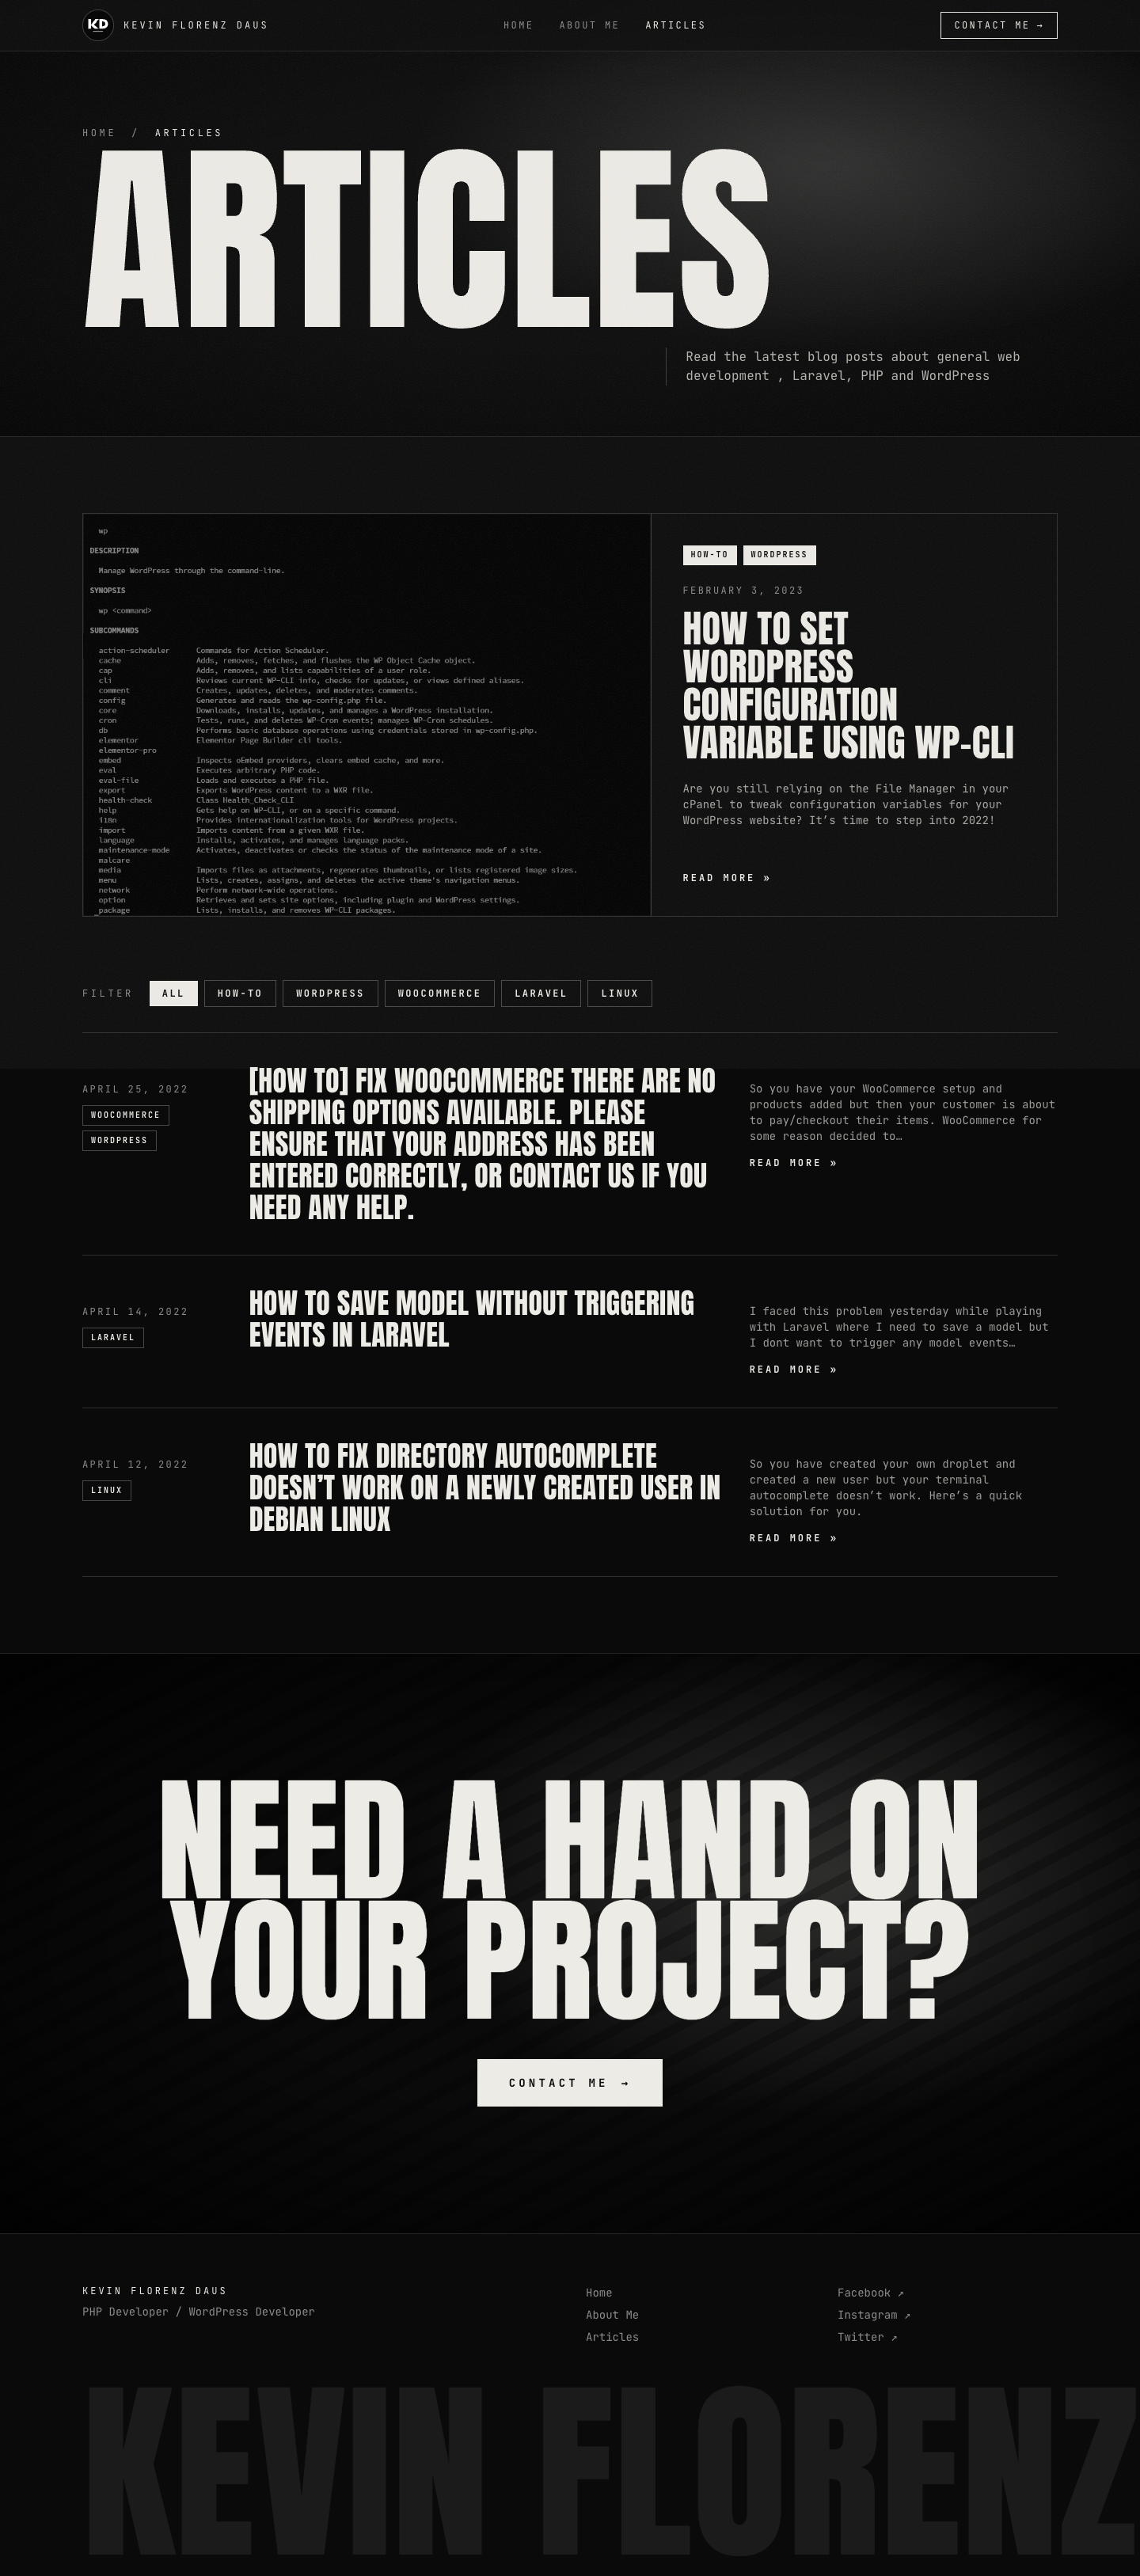 KD KEVIN FLORENZ DAUS HOME ABOUT ME ARTICLES CONTACT ME →
HOME / ARTICLES
ARTICLES
Read the latest blog posts about general web
development , Laravel, PHP and WordPress
wp
DESCRIPTION
Manage WordPress through the command-line.
SYNOPSIS
wp <command>
SUBCOMMANDS
action-scheduler Commands for Action Scheduler.
cache Adds, removes, fetches, and flushes the WP Object Cache object.
cap Adds, removes, and lists capabilities of a user role.
cli Reviews current WP-CLI info, checks for updates, or views defined aliases.
comment Creates, updates, deletes, and moderates comments.
config Generates and reads the wp-config.php file.
core Downloads, installs, updates, and manages a WordPress installation.
cron Tests, runs, and deletes WP-Cron events; manages WP-Cron schedules.
db Performs basic database operations using credentials stored in wp-config.php.
elementor Elementor Page Builder cli tools.
elementor-pro
embed Inspects oEmbed providers, clears embed cache, and more.
eval Executes arbitrary PHP code.
eval-file Loads and executes a PHP file.
export Exports WordPress content to a WXR file.
health-check Class Health_Check_CLI
help Gets help on WP-CLI, or on a specific command.
i18n Provides internationalization tools for WordPress projects.
import Imports content from a given WXR file.
language Installs, activates, and manages language packs.
maintenance-mode Activates, deactivates or checks the status of the maintenance mode of a site.
malcare
media Imports files as attachments, regenerates thumbnails, or lists registered image sizes.
menu Lists, creates, assigns, and deletes the active theme's navigation menus.
network Perform network-wide operations.
option Retrieves and sets site options, including plugin and WordPress settings.
package Lists, installs, and removes WP-CLI packages.
HOW-TO WORDPRESS
FEBRUARY 3, 2023
HOW TO SET
WORDPRESS
CONFIGURATION
VARIABLE USING WP-CLI
Are you still relying on the File Manager in your
cPanel to tweak configuration variables for your
WordPress website? It’s time to step into 2022!
READ MORE »
FILTER ALL HOW-TO WORDPRESS WOOCOMMERCE LARAVEL LINUX
APRIL 25, 2022
WOOCOMMERCE
WORDPRESS
[HOW TO] FIX WOOCOMMERCE THERE ARE NO
SHIPPING OPTIONS AVAILABLE. PLEASE
ENSURE THAT YOUR ADDRESS HAS BEEN
ENTERED CORRECTLY, OR CONTACT US IF YOU
NEED ANY HELP.
So you have your WooCommerce setup and
products added but then your customer is about
to pay/checkout their items. WooCommerce for
some reason decided to…
READ MORE »
APRIL 14, 2022
LARAVEL
HOW TO SAVE MODEL WITHOUT TRIGGERING
EVENTS IN LARAVEL
I faced this problem yesterday while playing
with Laravel where I need to save a model but
I dont want to trigger any model events…
READ MORE »
APRIL 12, 2022
LINUX
HOW TO FIX DIRECTORY AUTOCOMPLETE
DOESN’T WORK ON A NEWLY CREATED USER IN
DEBIAN LINUX
So you have created your own droplet and
created a new user but your terminal
autocomplete doesn’t work. Here’s a quick
solution for you.
READ MORE »
NEED A HAND ON
YOUR PROJECT?
CONTACT ME →
KEVIN FLORENZ DAUS
PHP Developer / WordPress Developer
Home
About Me
Articles
Facebook ↗
Instagram ↗
Twitter ↗
KEVIN FLORENZ